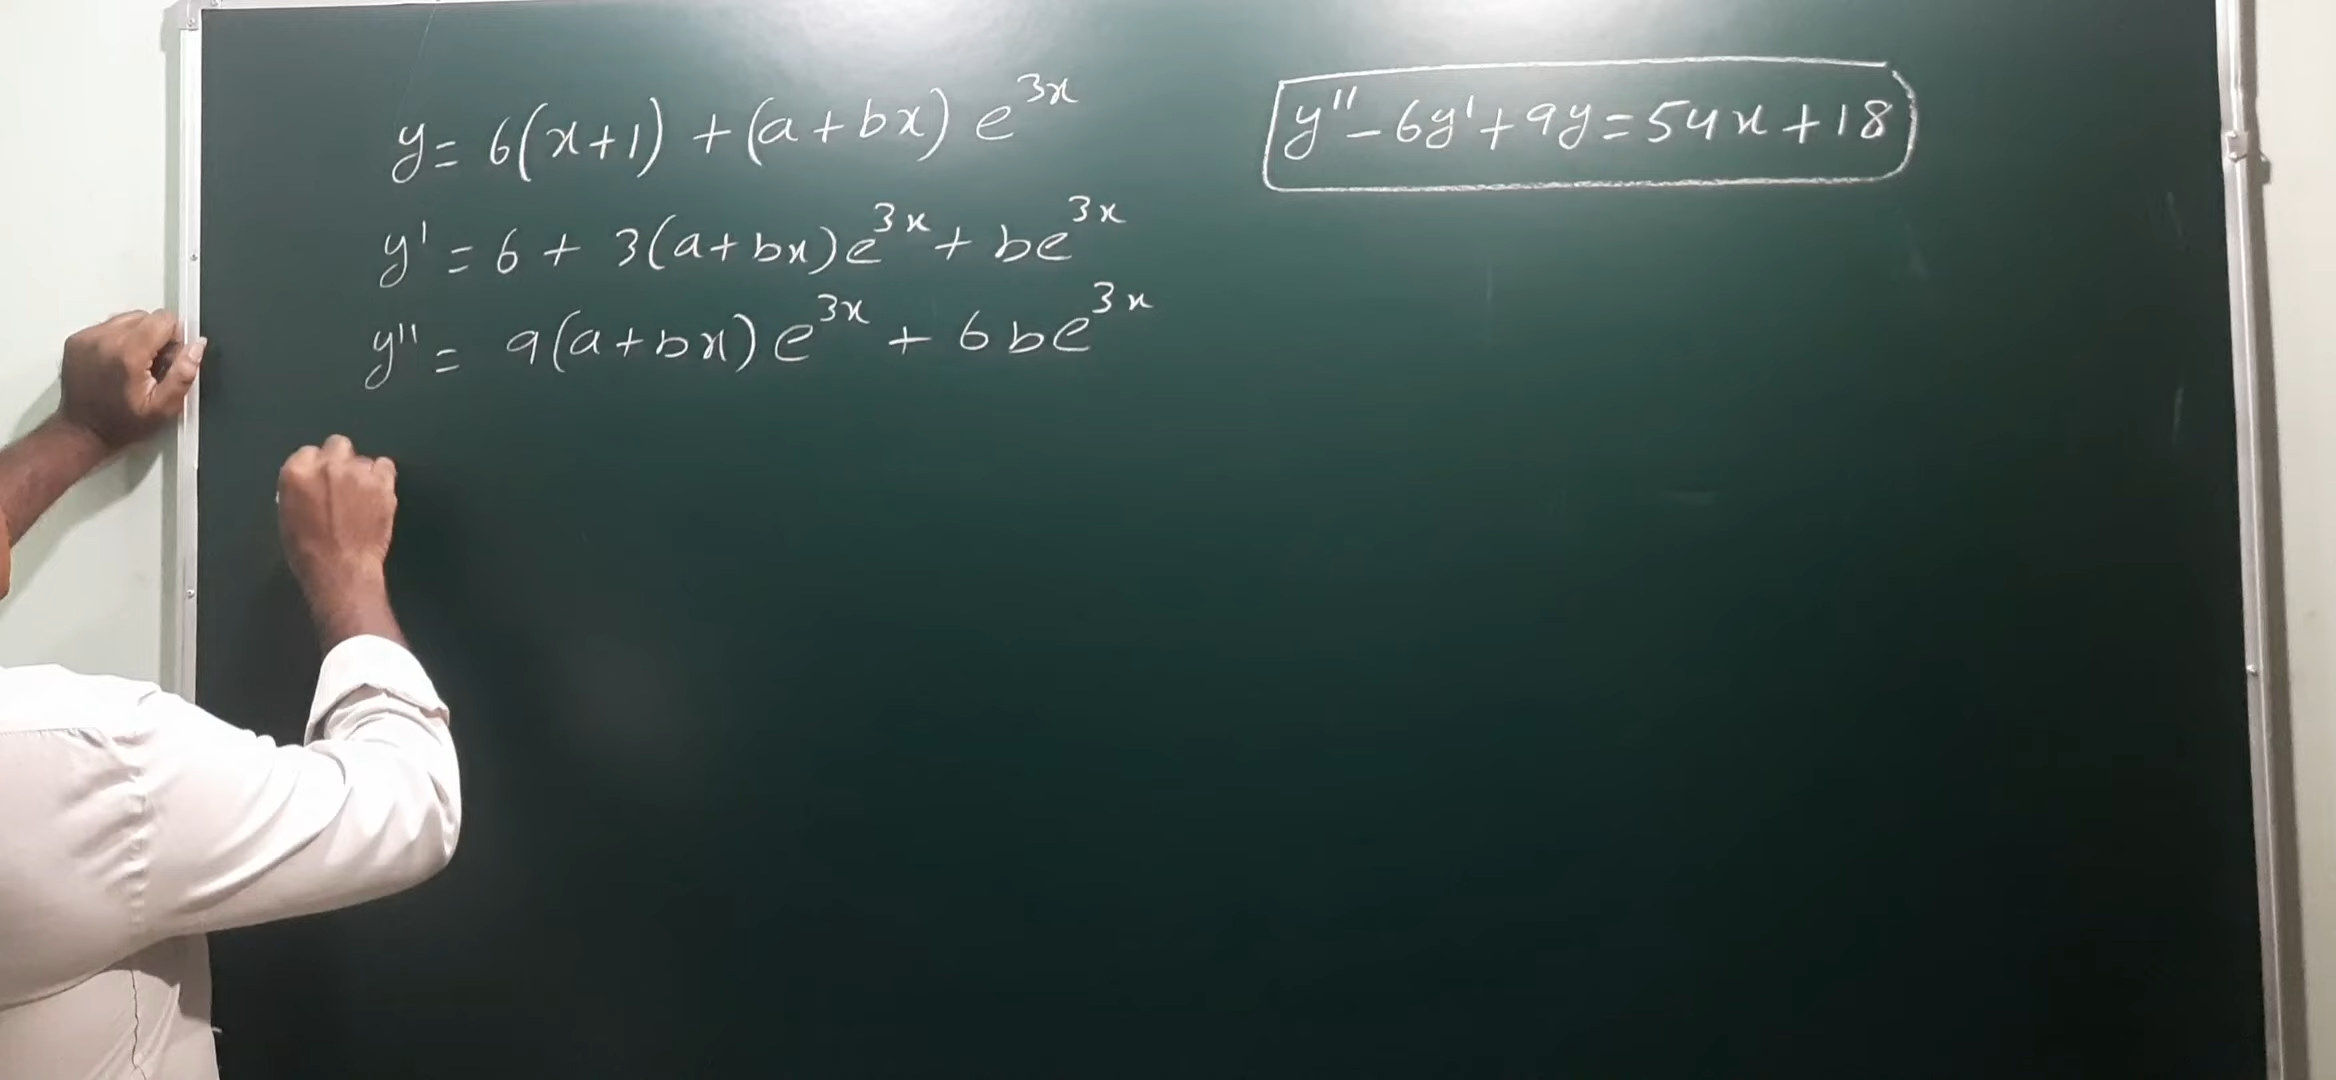 y = 6(x+1) + (a+bx) e^{3x}
y' = 6 + 3(a+bx)e^{3x} + be^{3x}
y'' = 9(a+bx)e^{3x} + 6be^{3x}
y'' - 6y' + 9y = 54x + 18